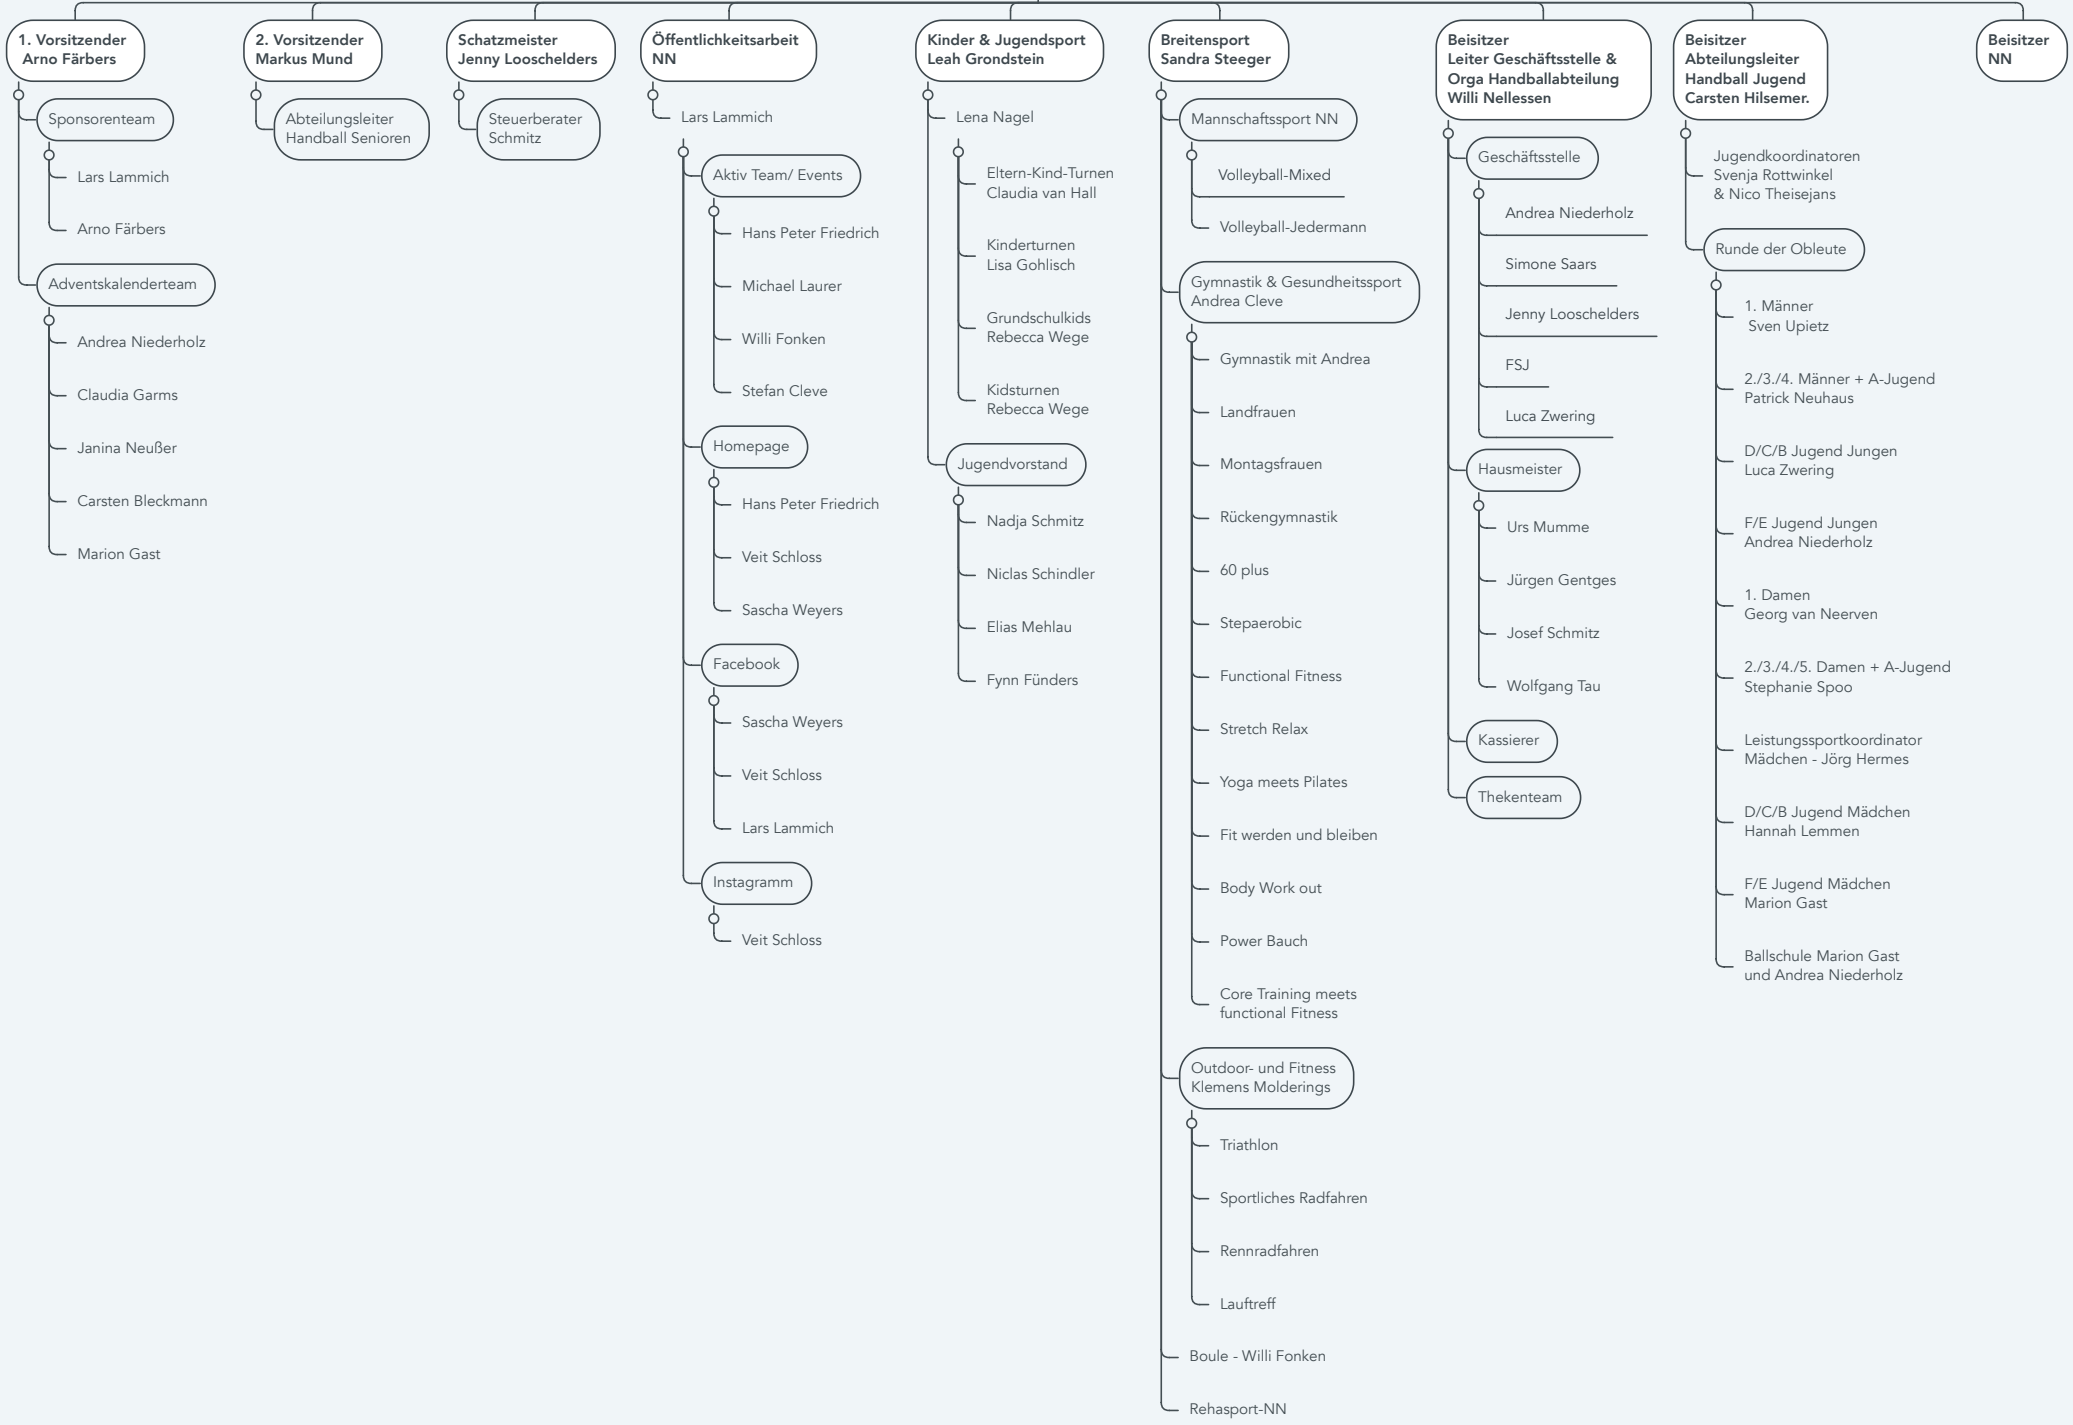 1. Vorsitzender
Arno Färbers
Sponsorenteam
Lars Lammich
Arno Färbers
Adventskalenderteam
Andrea Niederholz
Claudia Garms
Janina Neußer
Carsten Bleckmann
Marion Gast
2. Vorsitzender
Markus Mund
Abteilungsleiter
Handball Senioren
Schatzmeister
Jenny Looschelders
Steuerberater
Schmitz
Öffentlichkeitsarbeit
NN
Lars Lammich
Aktiv Team/ Events
Hans Peter Friedrich
Michael Laurer
Willi Fonken
Stefan Cleve
Homepage
Hans Peter Friedrich
Veit Schloss
Sascha Weyers
Facebook
Sascha Weyers
Veit Schloss
Lars Lammich
Instagramm
Veit Schloss
Kinder & Jugendsport
Leah Grondstein
Lena Nagel
Eltern-Kind-Turnen
Claudia van Hall
Kinderturnen
Lisa Gohlisch
Grundschulkids
Rebecca Wege
Kidsturnen
Rebecca Wege
Jugendvorstand
Nadja Schmitz
Niclas Schindler
Elias Mehlau
Fynn Fünders
Breitensport
Sandra Steeger
Mannschaftssport NN
Volleyball-Mixed
Volleyball-Jedermann
Gymnastik & Gesundheitssport
Andrea Cleve
Gymnastik mit Andrea
Landfrauen
Montagsfrauen
Rückengymnastik
60 plus
Stepaerobic
Functional Fitness
Stretch Relax
Yoga meets Pilates
Fit werden und bleiben
Body Work out
Power Bauch
Core Training meets
functional Fitness
Outdoor- und Fitness
Klemens Molderings
Triathlon
Sportliches Radfahren
Rennradfahren
Lauftreff
Boule - Willi Fonken
Rehasport-NN
Beisitzer
Leiter Geschäftsstelle &
Orga Handballabteilung
Willi Nellessen
Geschäftsstelle
Andrea Niederholz
Simone Saars
Jenny Looschelders
FSJ
Luca Zwering
Hausmeister
Urs Mumme
Jürgen Gentges
Josef Schmitz
Wolfgang Tau
Kassierer
Thekenteam
Beisitzer
Abteilungsleiter
Handball Jugend
Carsten Hilsemer.
Jugendkoordinatoren
Svenja Rottwinkel
& Nico Theisejans
Runde der Obleute
1. Männer
Sven Upietz
2./3./4. Männer + A-Jugend
Patrick Neuhaus
D/C/B Jugend Jungen
Luca Zwering
F/E Jugend Jungen
Andrea Niederholz
1. Damen
Georg van Neerven
2./3./4./5. Damen + A-Jugend
Stephanie Spoo
Leistungssportkoordinator
Mädchen - Jörg Hermes
D/C/B Jugend Mädchen
Hannah Lemmen
F/E Jugend Mädchen
Marion Gast
Ballschule Marion Gast
und Andrea Niederholz
Beisitzer
NN